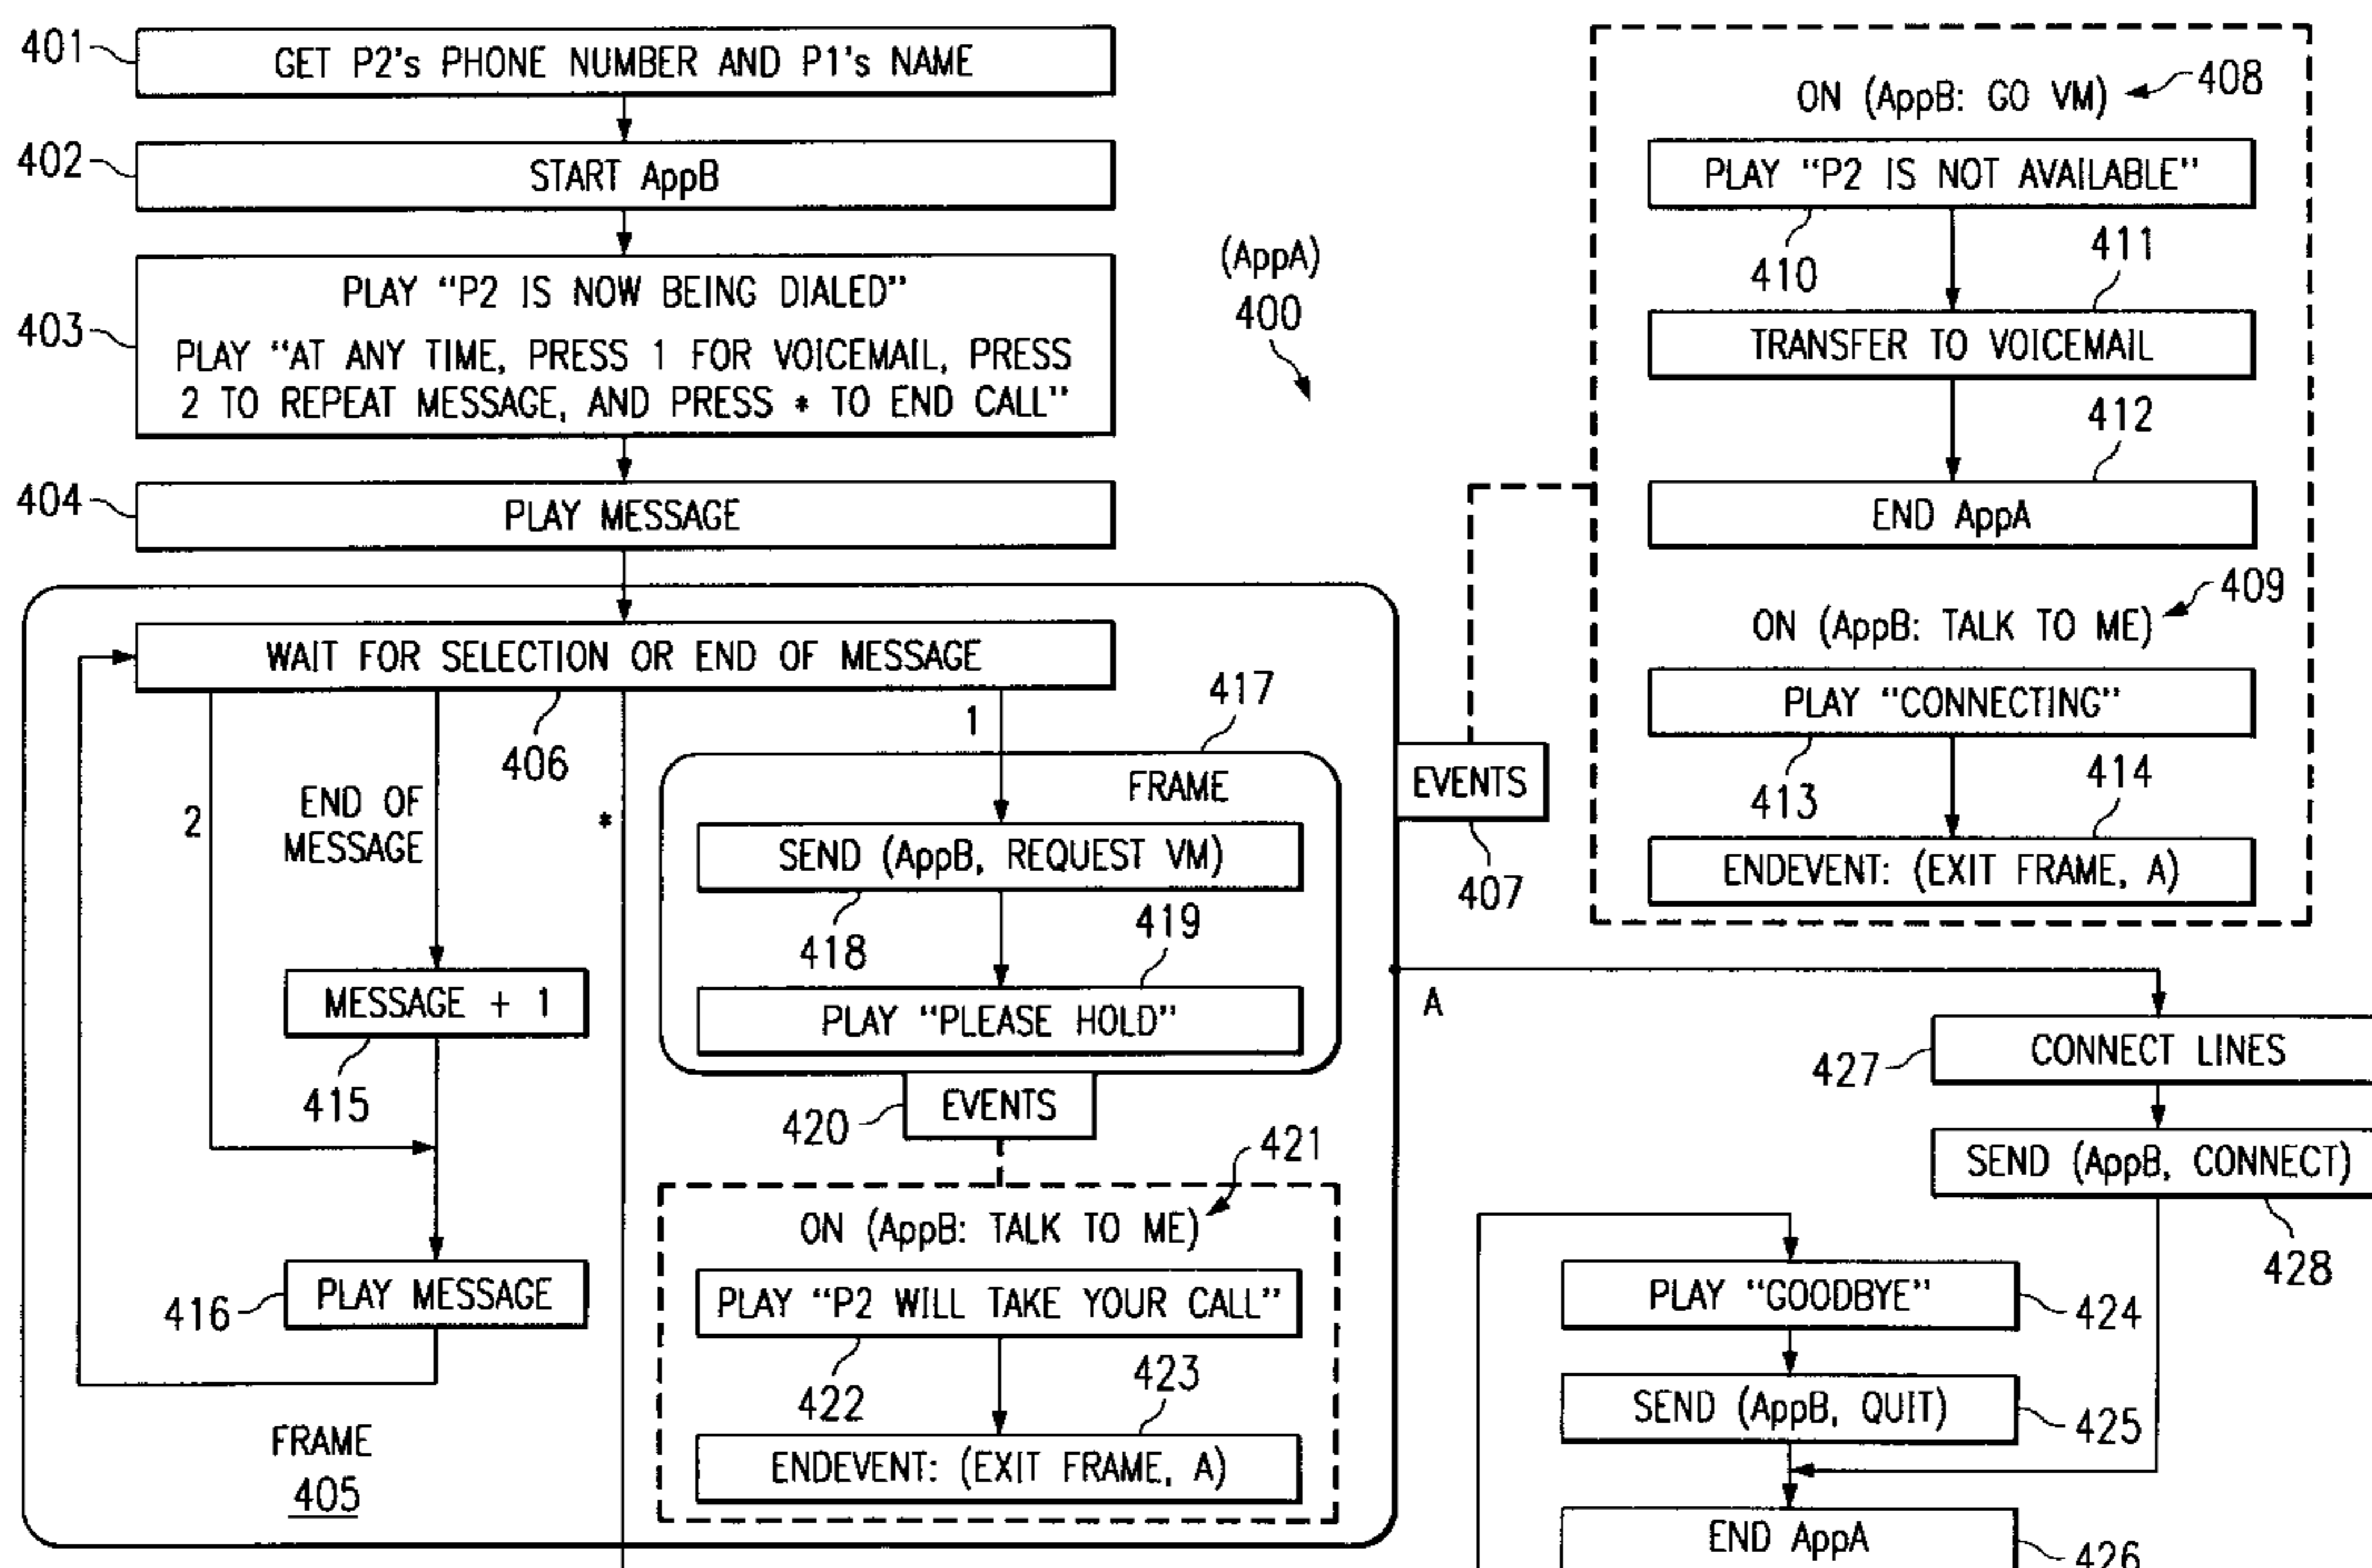 401
GET P2's PHONE NUMBER AND P1's NAME
402
START AppB
403
PLAY "P2 IS NOW BEING DIALED"
PLAY "AT ANY TIME, PRESS 1 FOR VOICEMAIL, PRESS
2 TO REPEAT MESSAGE, AND PRESS * TO END CALL"
404
PLAY MESSAGE
(AppA)
400
WAIT FOR SELECTION OR END OF MESSAGE
406
2
END OF
MESSAGE
*
1
417
FRAME
SEND (AppB, REQUEST VM)
418
419
PLAY "PLEASE HOLD"
MESSAGE + 1
415
420
EVENTS
421
ON (AppB: TALK TO ME)
PLAY "P2 WILL TAKE YOUR CALL"
422
423
ENDEVENT: (EXIT FRAME, A)
416
PLAY MESSAGE
FRAME
405
EVENTS
407
ON (AppB: GO VM)
408
PLAY "P2 IS NOT AVAILABLE"
410
411
TRANSFER TO VOICEMAIL
412
END AppA
409
ON (AppB: TALK TO ME)
PLAY "CONNECTING"
413
414
ENDEVENT: (EXIT FRAME, A)
A
427
CONNECT LINES
SEND (AppB, CONNECT)
428
PLAY "GOODBYE"
424
SEND (AppB, QUIT)
425
END AppA
426